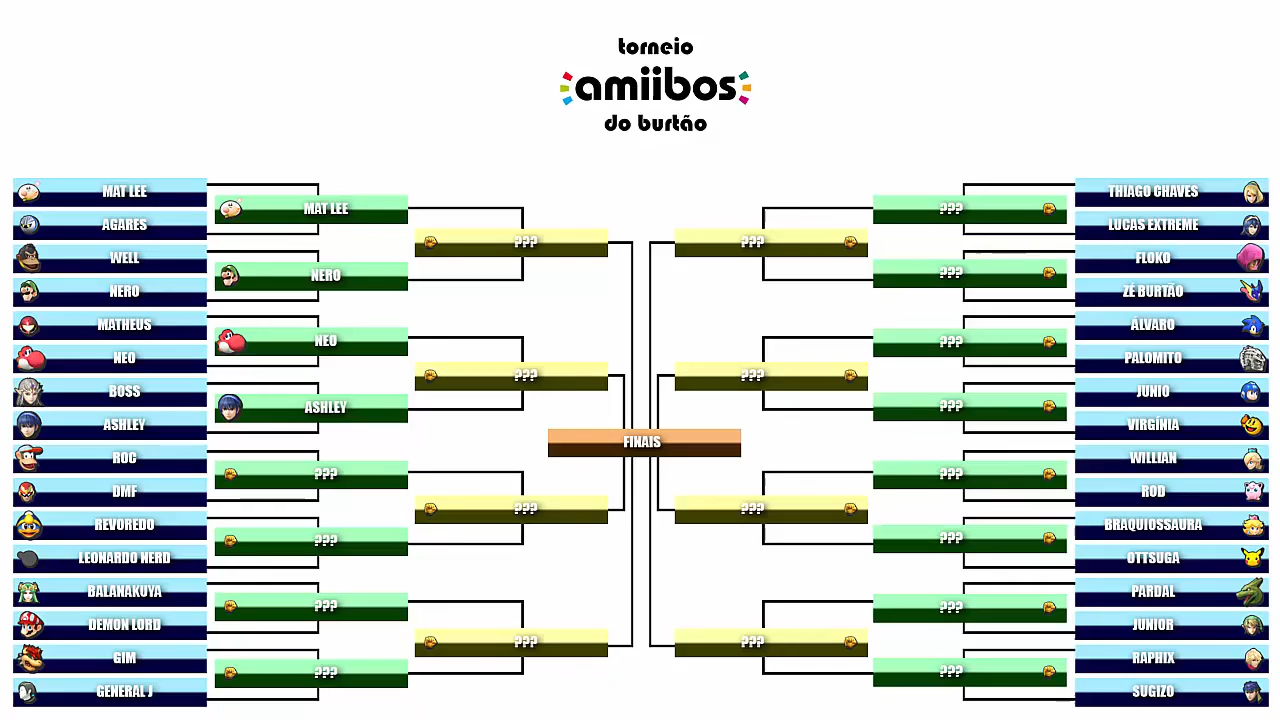 torneio
amiibos
do burtão
MAT LEE
AGARES
WELL
NERO
MATHEUS
NEO
BOSS
ASHLEY
ROC
DMF
REVOREDO
LEONARDO NERD
BALANAKUYA
DEMON LORD
GIM
GENERAL J
MAT LEE
NERO
NEO
ASHLEY
???
???
???
???
???
???
???
???
FINAIS
???
???
???
???
???
???
???
???
???
???
???
???
THIAGO CHAVES
LUCAS EXTREME
FLOKO
ZÉ BURTÃO
ÁLVARO
PALOMITO
JUNIO
VIRGÍNIA
WILLIAN
ROD
BRAQUIOSSAURA
OTTSUGA
PARDAL
JUNIOR
RAPHIX
SUGIZO